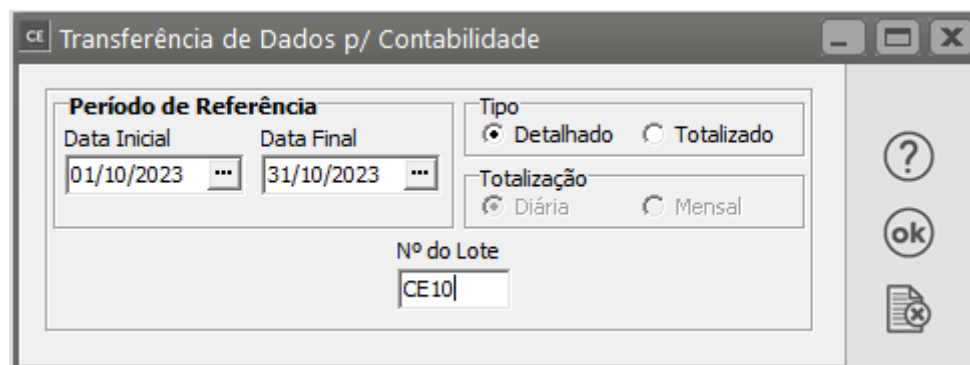 CE Transferência de Dados p/ Contabilidade
Período de Referência
Data Inicial Data Final
01/10/2023 ... 31/10/2023 ...
Tipo
Detalhado Totalizado
Totalização
Diária Mensal
Nº do Lote
CE10
?
ok